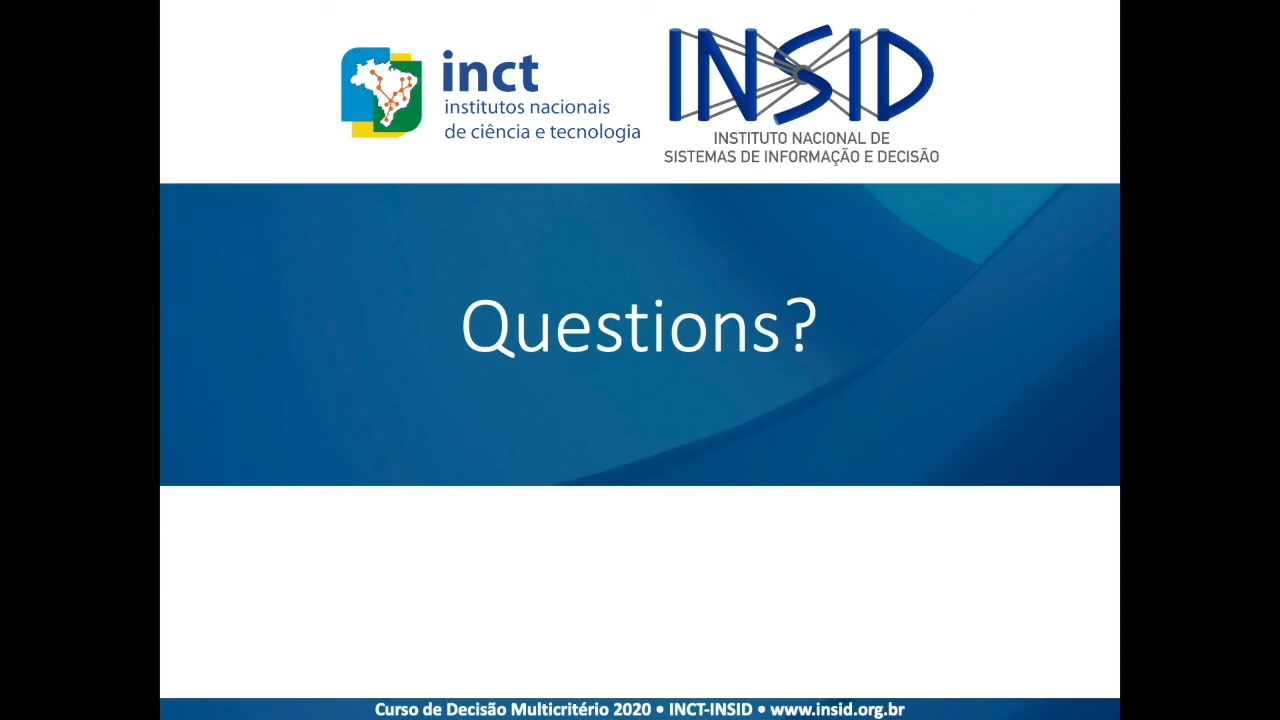 inct
institutos nacionais
de ciência e tecnologia
INSID
INSTITUTO NACIONAL DE
SISTEMAS DE INFORMAÇÃO E DECISÃO
Questions?
Curso de Decisão Multicritério 2020 • INCT-INSID • www.insid.org.br